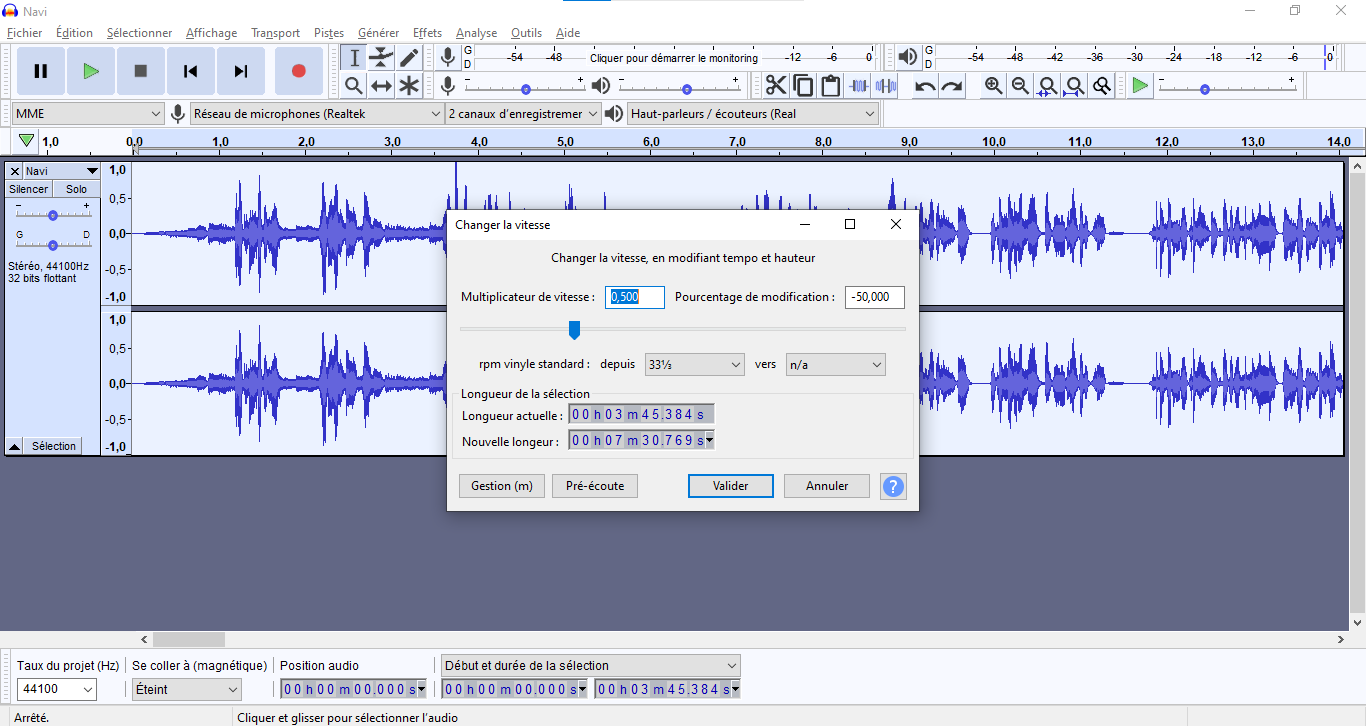 Navi
Fichier Édition Sélectionner Affichage Transport Pistes Générer Effets Analyse Outils Aide
G
D
-54 -48 Cliquer pour démarrer le monitoring -12 -6 0
G
D
-54 -48 -42 -36 -30 -24 -18 -12 -6 0
- +
- +
- +
MME Réseau de microphones (Realtek 2 canaux d'enregistremer Haut-parleurs / écouteurs (Real
1,0 0,0 1,0 2,0 3,0 4,0 5,0 6,0 7,0 8,0 9,0 10,0 11,0 12,0 13,0 14,0
Navi
Silencer Solo
- +
G D
Stéréo, 44100Hz
32 bits flottant
Sélection
1,0
0,5-
0,0-
-0,5-
-1,0
1,0
0,5-
0,0-
-0,5-
-1,0
Changer la vitesse
Changer la vitesse, en modifiant tempo et hauteur
Multiplicateur de vitesse : 0,500 Pourcentage de modification : -50,000
rpm vinyle standard : depuis 33⅓ vers n/a
Longueur de la sélection
Longueur actuelle : 00 h 03 m 45.384 s
Nouvelle longeur : 00 h 07 m 30.769 s
Gestion (m) Pré-écoute Valider Annuler ?
Taux du projet (Hz) Se coller à (magnétique) Position audio Début et durée de la sélection
44100 Éteint 00 h 00 m 00.000 s 00 h 00 m 00.000 s 00 h 03 m 45.384 s
Arrêté. Cliquer et glisser pour sélectionner l'audio